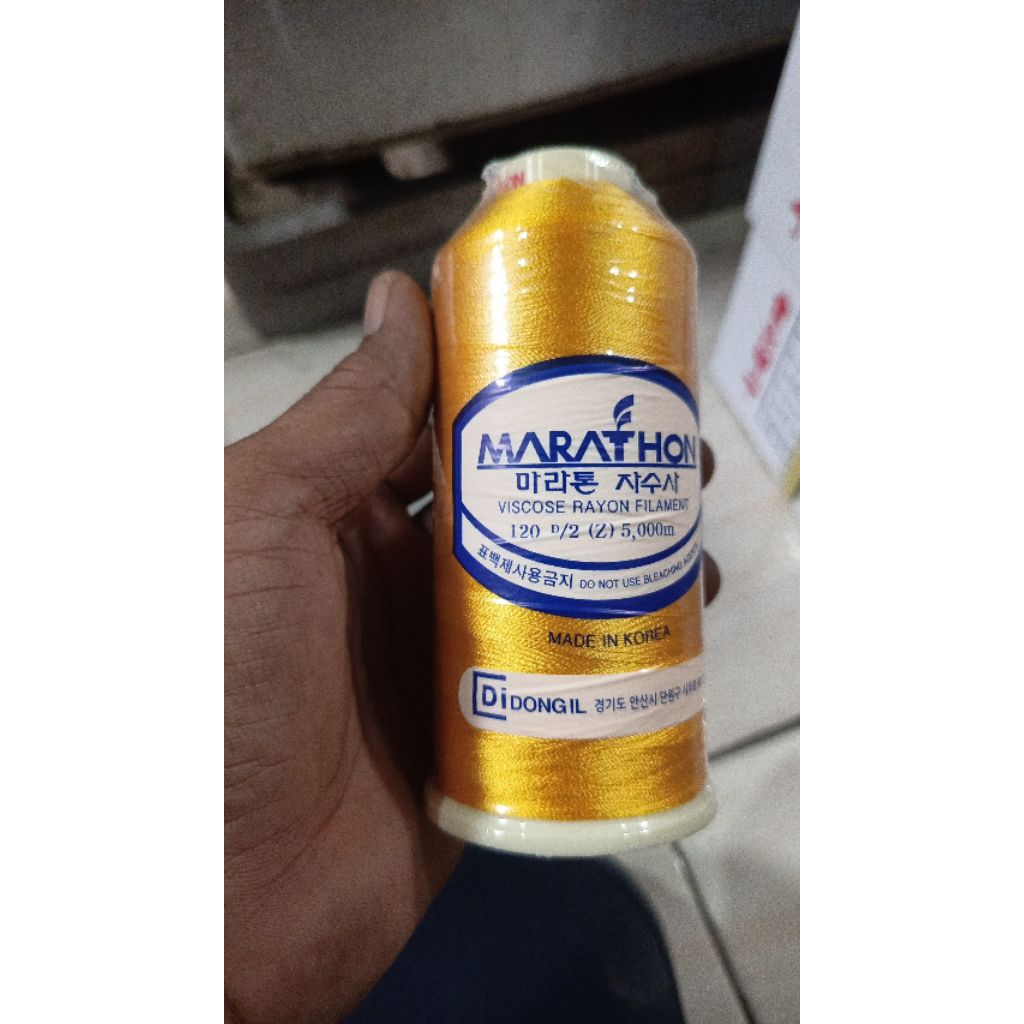 MARATHON
마라톤 자수사
VISCOSE RAYON FILAMENT
120 D/2 (Z) 5,000m
표백제사용금지 DO NOT USE BLEACHING
MADE IN KOREA
Di DONG IL 경기도 안산시 단원구